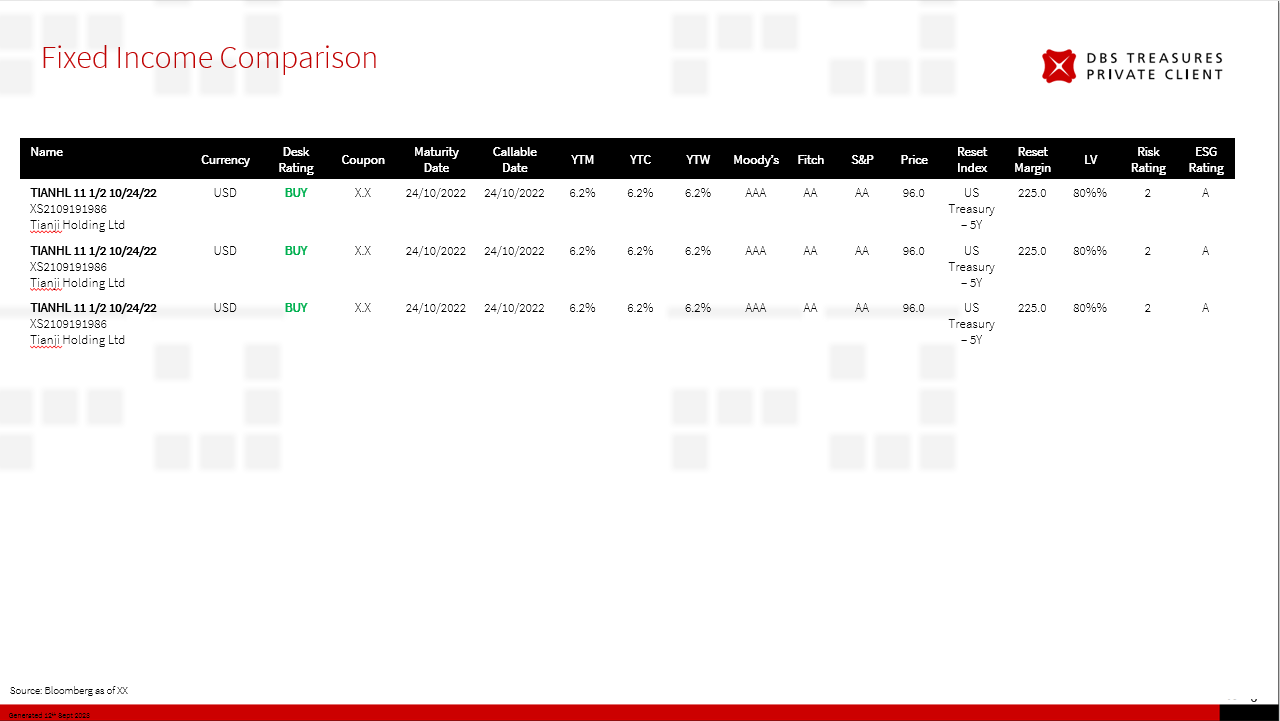 Fixed Income Comparison
DBS TREASURES
PRIVATE CLIENT
Name Currency Desk Rating Coupon Maturity Date Callable Date YTM YTC YTW Moody's Fitch S&P Price Reset Index Reset Margin LV Risk Rating ESG Rating
TIANHL 11 1/2 10/24/22 USD BUY X.X 24/10/2022 24/10/2022 6.2% 6.2% 6.2% AAA AA AA 96.0 US 225.0 80%% 2 A
XS2109191986 Treasury
Tianji Holding Ltd – 5Y
TIANHL 11 1/2 10/24/22 USD BUY X.X 24/10/2022 24/10/2022 6.2% 6.2% 6.2% AAA AA AA 96.0 US 225.0 80%% 2 A
XS2109191986 Treasury
Tianji Holding Ltd – 5Y
TIANHL 11 1/2 10/24/22 USD BUY X.X 24/10/2022 24/10/2022 6.2% 6.2% 6.2% AAA AA AA 96.0 US 225.0 80%% 2 A
XS2109191986 Treasury
Tianji Holding Ltd – 5Y
Source: Bloomberg as of XX
Generated Sept